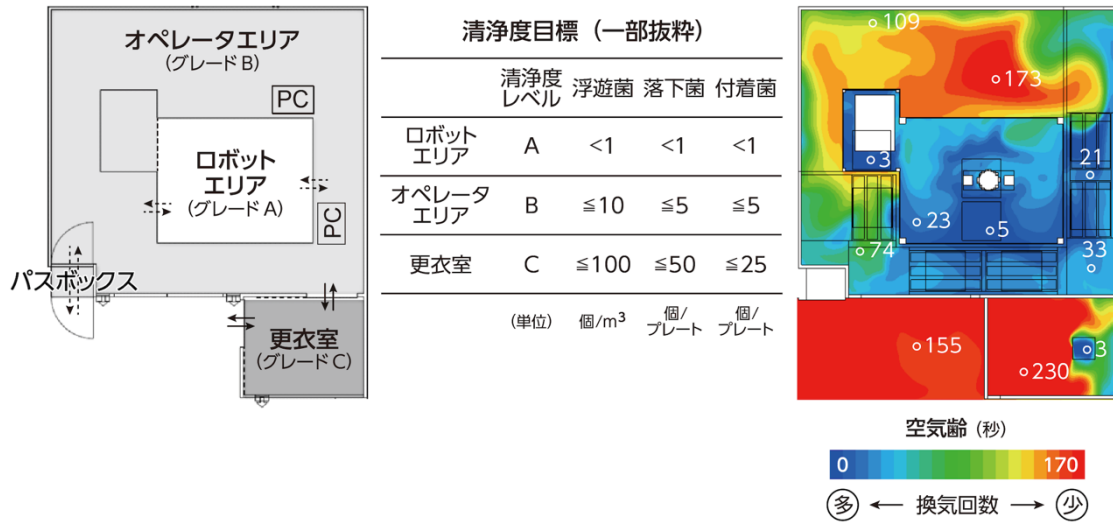 オペレータエリア
(グレードB)
PC
ロボット
エリア
(グレードA)
PC
パスボックス
更衣室
(グレードC)
清浄度目標（一部抜粋）
清浄度
レベル 浮遊菌 落下菌 付着菌
ロボット
エリア A <1 <1 <1
オペレータ
エリア B ≦10 ≦5 ≦5
更衣室 C ≦100 ≦50 ≦25
(単位) 個/m³ 個/プレート 個/プレート
109
173
3
21
23
5
74
33
155
3
230
空気齢 (秒)
0 170
多 ← 換気回数 → 少